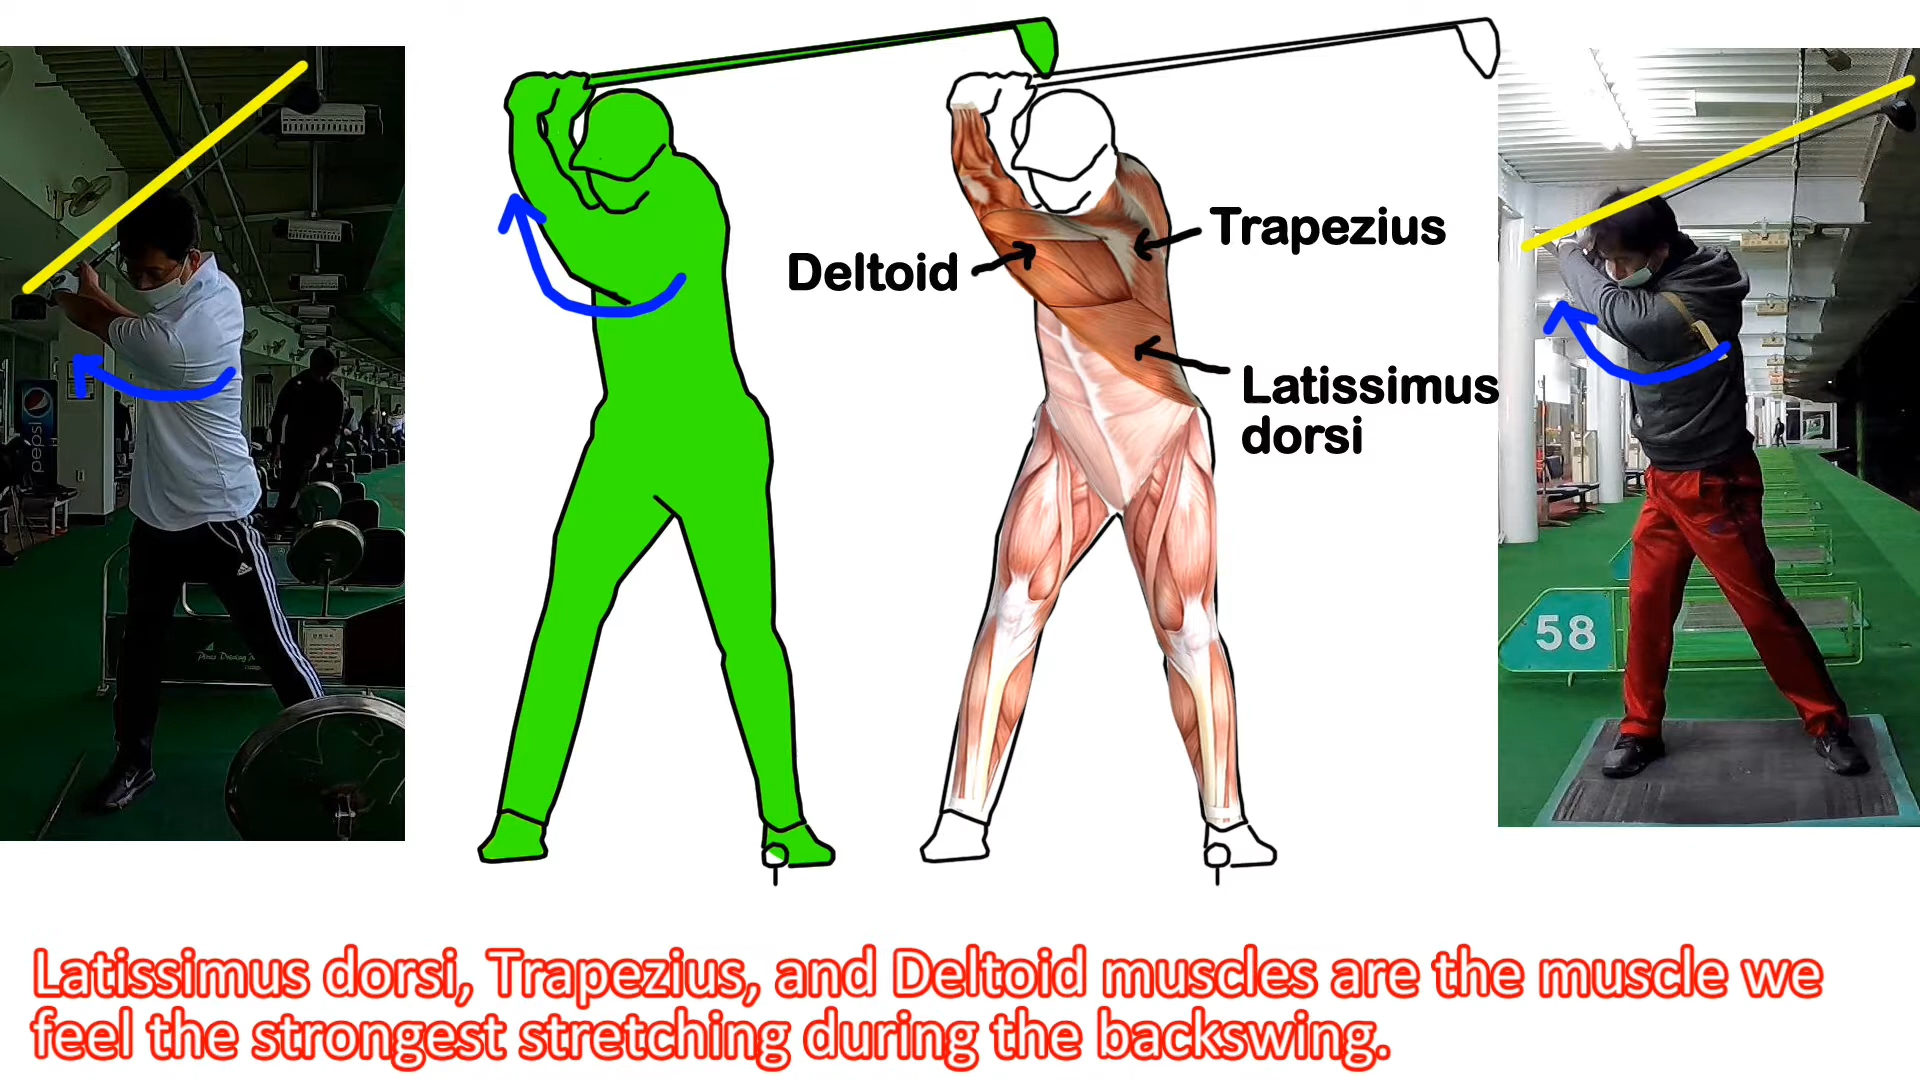 Deltoid
Trapezius
Latissimus
dorsi
pepsi
58
Latissimus dorsi, Trapezius, and Deltoid muscles are the muscle we
feel the strongest stretching during the backswing.